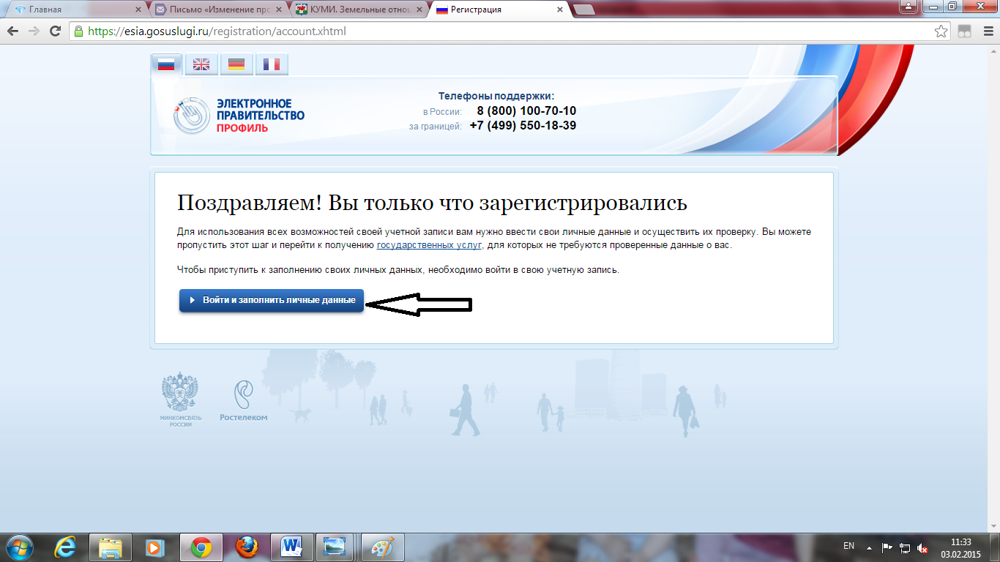 Главная
Письмо «Изменение про
КУМИ. Земельные отнош
Регистрация
https://esia.gosuslugi.ru/registration/account.xhtml
ЭЛЕКТРОННОЕ
ПРАВИТЕЛЬСТВО
ПРОФИЛЬ
Телефоны поддержки:
в России: 8 (800) 100-70-10
за границей: +7 (499) 550-18-39
Поздравляем! Вы только что зарегистрировались
Для использования всех возможностей своей учетной записи вам нужно ввести свои личные данные и осуществить их проверку. Вы можете
пропустить этот шаг и перейти к получению государственных услуг, для которых не требуются проверенные данные о вас.
Чтобы приступить к заполнению своих личных данных, необходимо войти в свою учетную запись.
Войти и заполнить личные данные
МИНКОМСВЯЗЬ
РОССИИ
Ростелеком
EN
11:33
03.02.2015